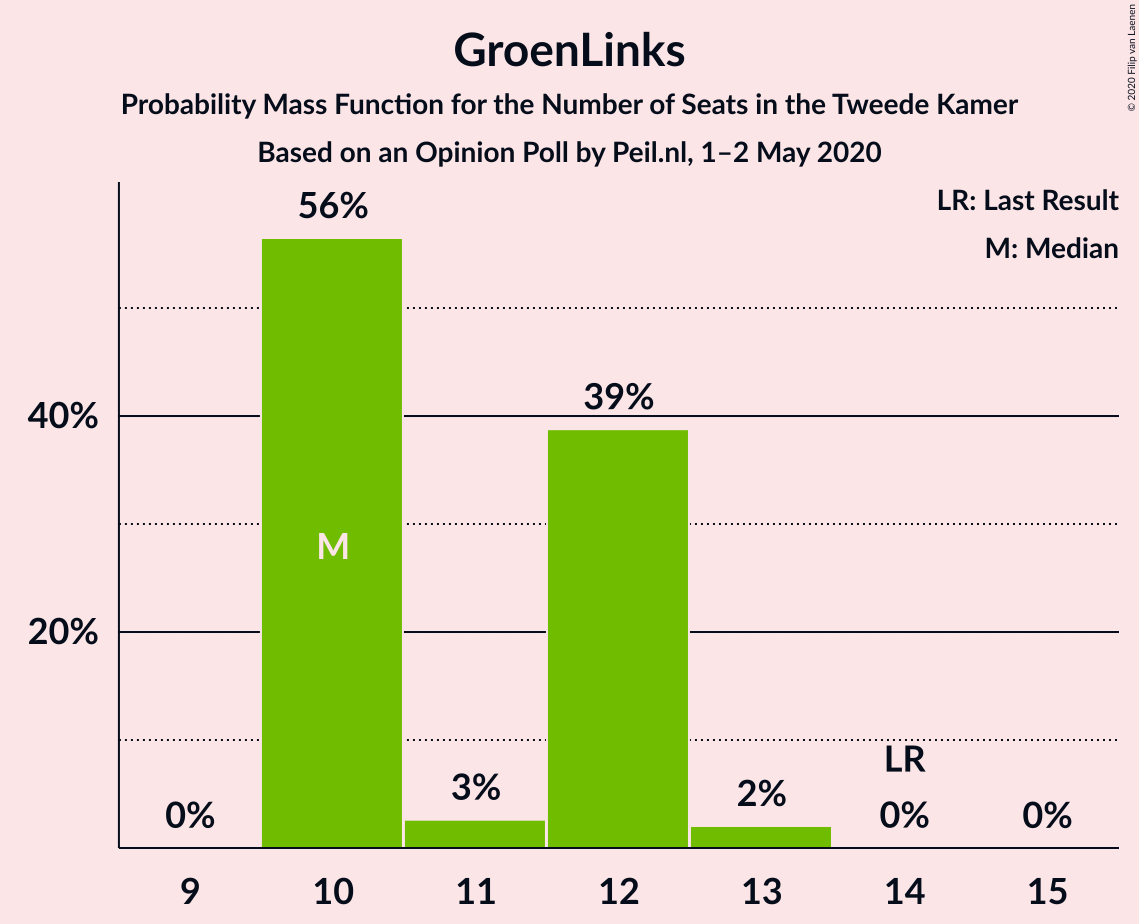 GroenLinks
Probability Mass Function for the Number of Seats in the Tweede Kamer
Based on an Opinion Poll by Peil.nl, 1–2 May 2020
LR: Last Result
M: Median
56%
39%
3%
2%
0%
0%
0%
M
LR
40%
20%
9 10 11 12 13 14 15
© 2020 Filip van Laenen